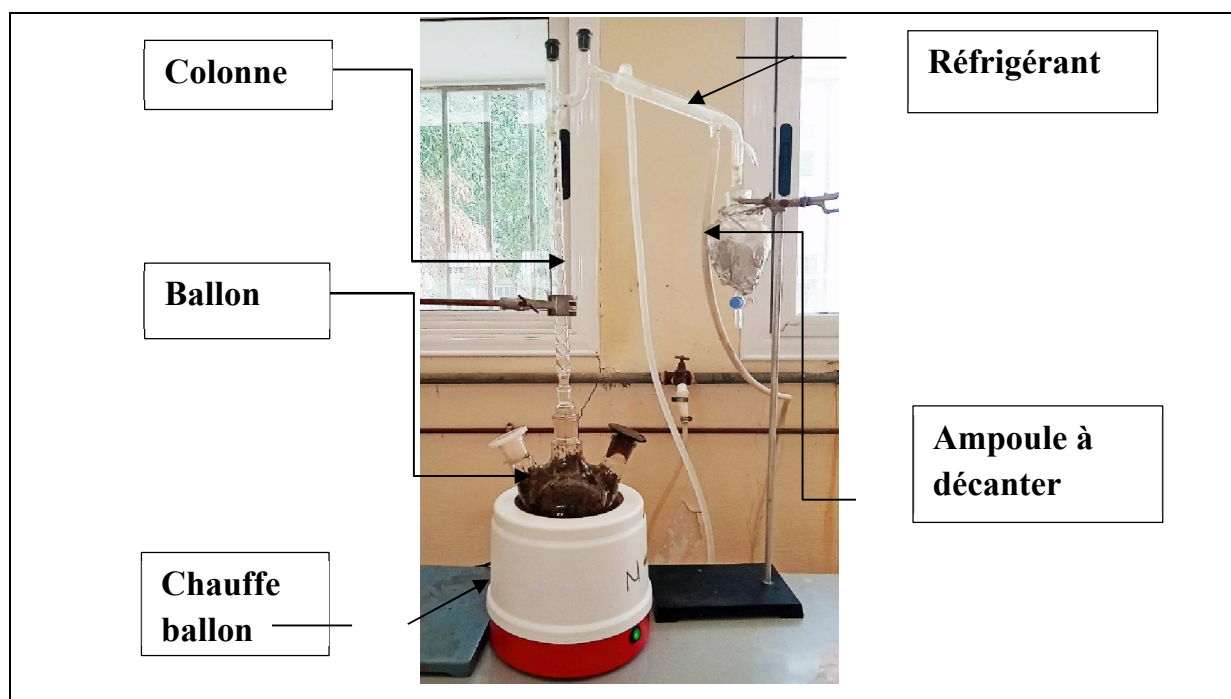 Colonne
Réfrigérant
Ballon
Ampoule à
décanter
Chauffe
ballon
N